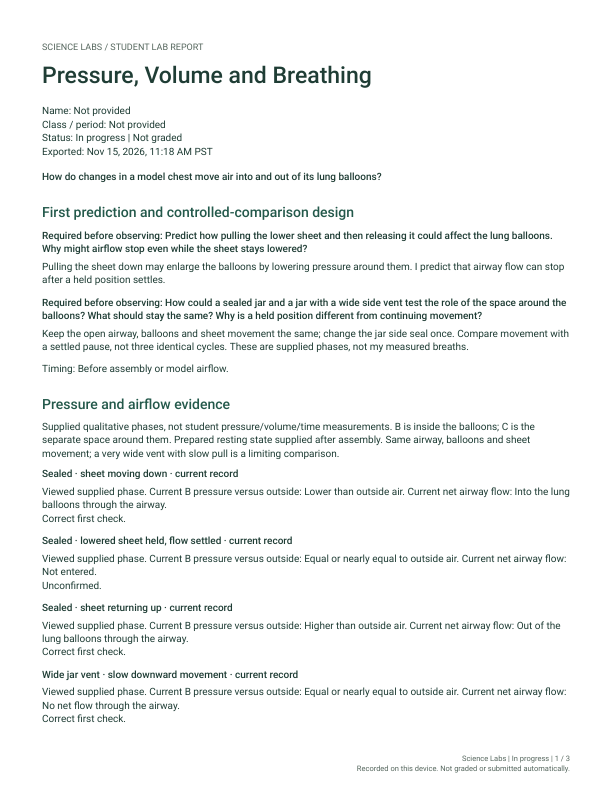 SCIENCE LABS / STUDENT LAB REPORT
Pressure, Volume and Breathing
Name: Not provided
Class / period: Not provided
Status: In progress | Not graded
Exported: Nov 15, 2026, 11:18 AM PST
How do changes in a model chest move air into and out of its lung balloons?
First prediction and controlled-comparison design
Required before observing: Predict how pulling the lower sheet and then releasing it could affect the lung balloons.
Why might airflow stop even while the sheet stays lowered?
Pulling the sheet down may enlarge the balloons by lowering pressure around them. I predict that airway flow can stop
after a held position settles.
Required before observing: How could a sealed jar and a jar with a wide side vent test the role of the space around the
balloons? What should stay the same? Why is a held position different from continuing movement?
Keep the open airway, balloons and sheet movement the same; change the jar side seal once. Compare movement with
a settled pause, not three identical cycles. These are supplied phases, not my measured breaths.
Timing: Before assembly or model airflow.
Pressure and airflow evidence
Supplied qualitative phases, not student pressure/volume/time measurements. B is inside the balloons; C is the
separate space around them. Prepared resting state supplied after assembly. Same airway, balloons and sheet
movement; a very wide vent with slow pull is a limiting comparison.
Sealed · sheet moving down · current record
Viewed supplied phase. Current B pressure versus outside: Lower than outside air. Current net airway flow: Into the lung
balloons through the airway.
Correct first check.
Sealed · lowered sheet held, flow settled · current record
Viewed supplied phase. Current B pressure versus outside: Equal or nearly equal to outside air. Current net airway flow:
Not entered.
Unconfirmed.
Sealed · sheet returning up · current record
Viewed supplied phase. Current B pressure versus outside: Higher than outside air. Current net airway flow: Out of the
lung balloons through the airway.
Correct first check.
Wide jar vent · slow downward movement · current record
Viewed supplied phase. Current B pressure versus outside: Equal or nearly equal to outside air. Current net airway flow:
No net flow through the airway.
Correct first check.
Science Labs | In progress | 1 / 3
Recorded on this device. Not graded or submitted automatically.